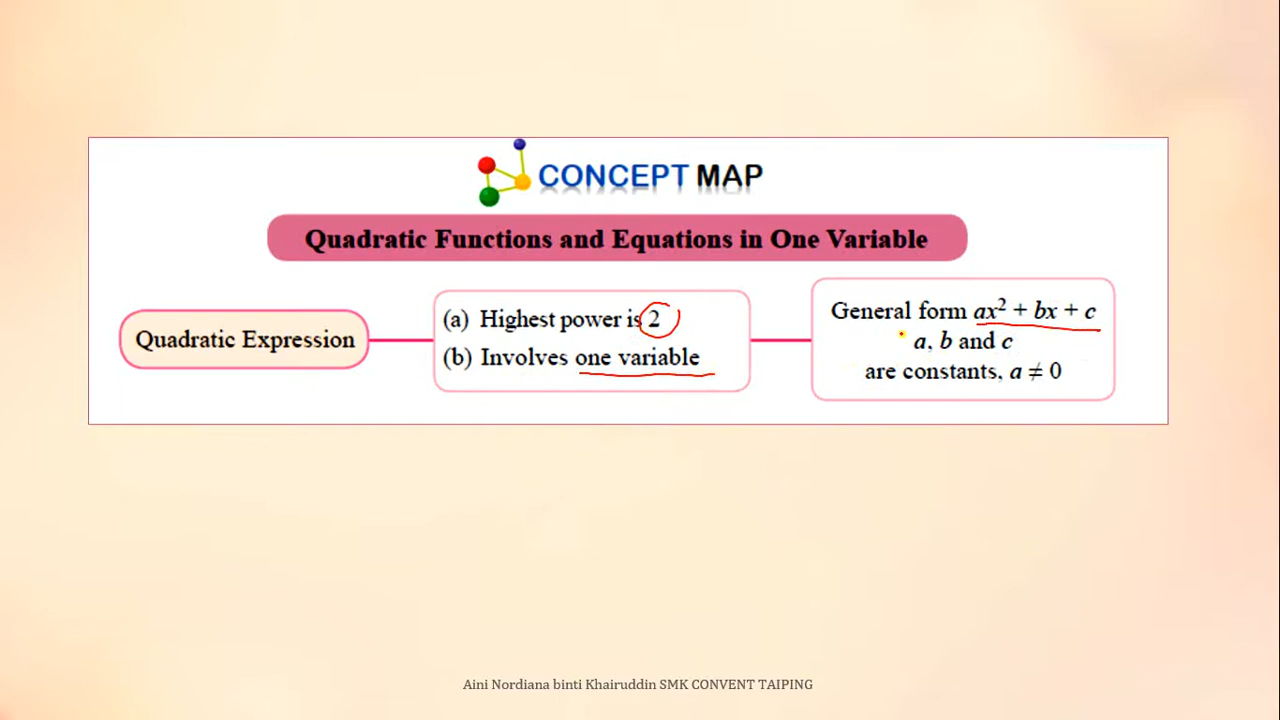 CONCEPT MAP
Quadratic Functions and Equations in One Variable
Quadratic Expression
(a) Highest power is 2
(b) Involves one variable
General form ax² + bx + c
a, b and c
are constants, a ≠ 0
Aini Nordiana binti Khairuddin SMK CONVENT TAIPING